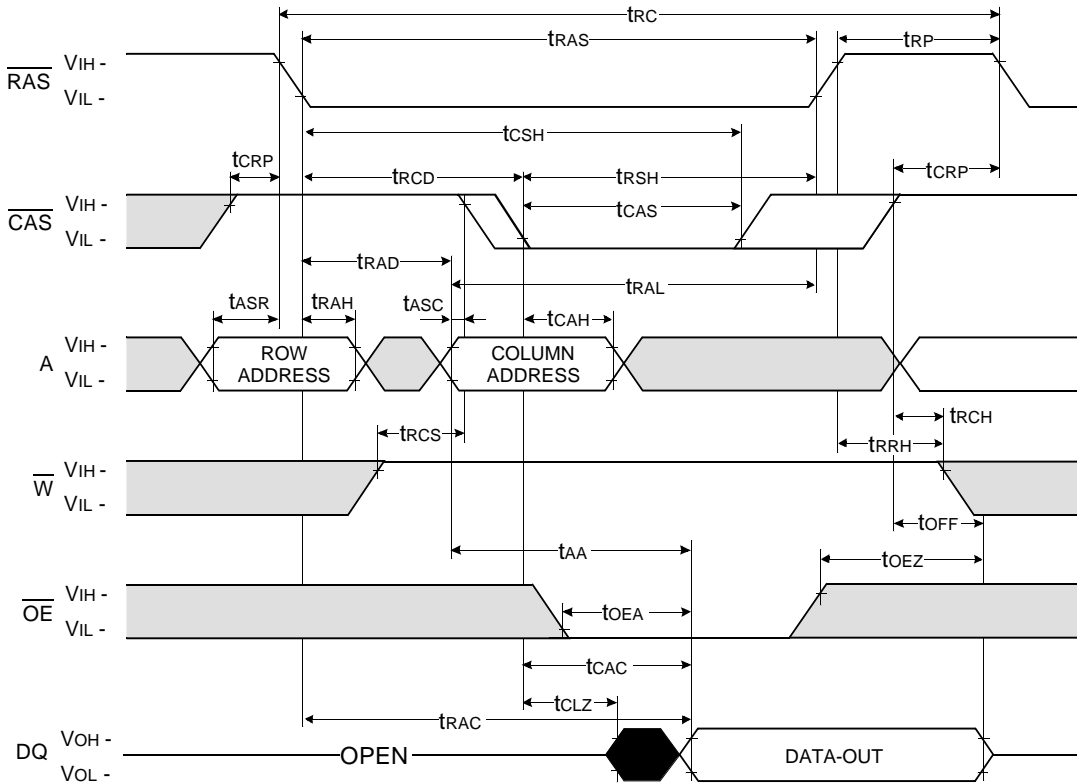 tRC
tRAS
tRP
RAS
VIH -
VIL -
tCSH
tCRP
tRCD
tRSH
tCRP
CAS
VIH -
VIL -
tCAS
tRAD
tRAL
tASR
tRAH
tASC
tCAH
A
VIH -
VIL -
ROW
ADDRESS
COLUMN
ADDRESS
tRCH
tRCS
tRRH
W
VIH -
VIL -
tOFF
tAA
tOEZ
OE
VIH -
VIL -
tOEA
tCAC
tCLZ
tRAC
DQ
VOH -
VOL -
OPEN
DATA-OUT